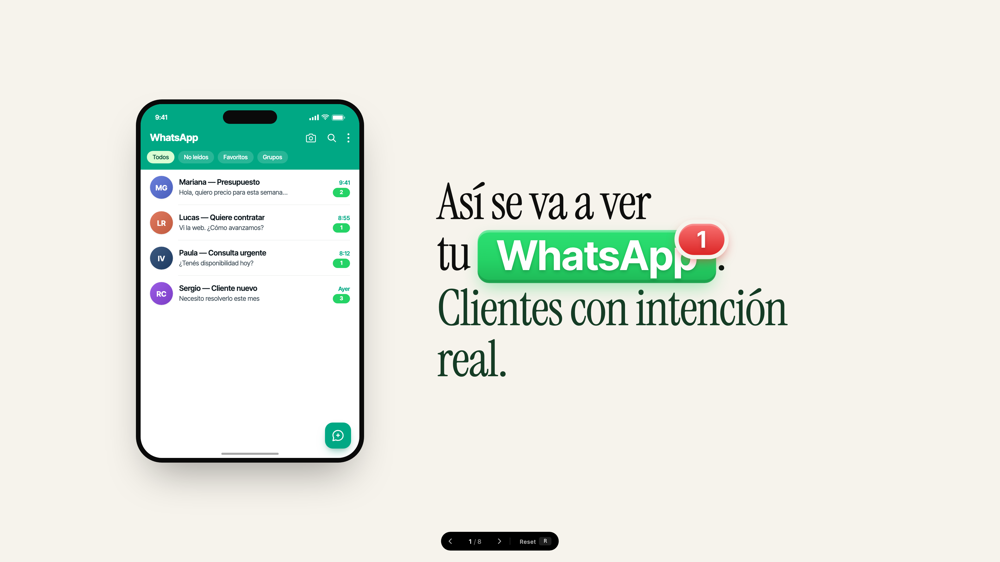 9:41
WhatsApp
Todos No leídos Favoritos Grupos
MG Mariana — Presupuesto 9:41
Hola, quiero precio para esta semana... 2
LR Lucas — Quiere contratar 8:55
Vi la web. ¿Cómo avanzamos? 1
IV Paula — Consulta urgente 8:12
¿Tenés disponibilidad hoy? 1
RC Sergio — Cliente nuevo Ayer
Necesito resolverlo este mes 3
Así se va a ver
tu WhatsApp 1 .
Clientes con intención
real.
1 / 8 Reset R